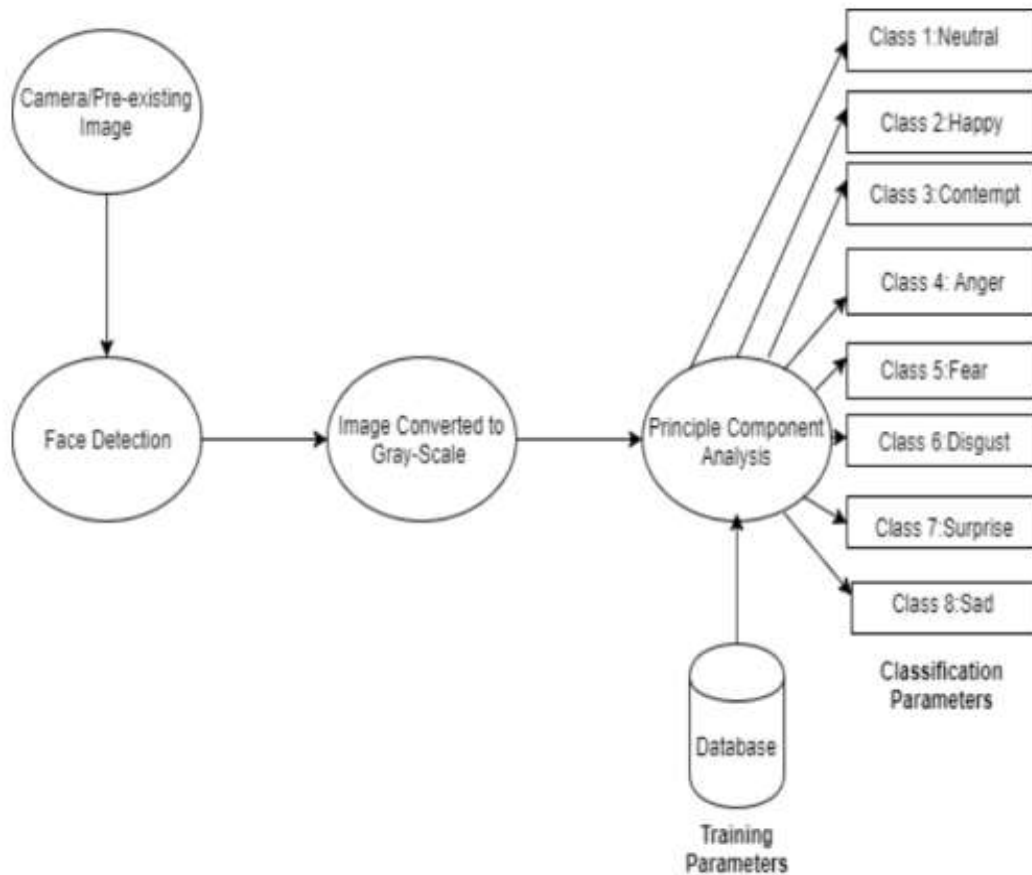 Camera/Pre-existing
Image
Face Detection
Image Converted to
Gray-Scale
Principle Component
Analysis
Database
Training
Parameters
Class 1:Neutral
Class 2:Happy
Class 3:Contempt
Class 4: Anger
Class 5:Fear
Class 6:Disgust
Class 7:Surprise
Class 8:Sad
Classification
Parameters